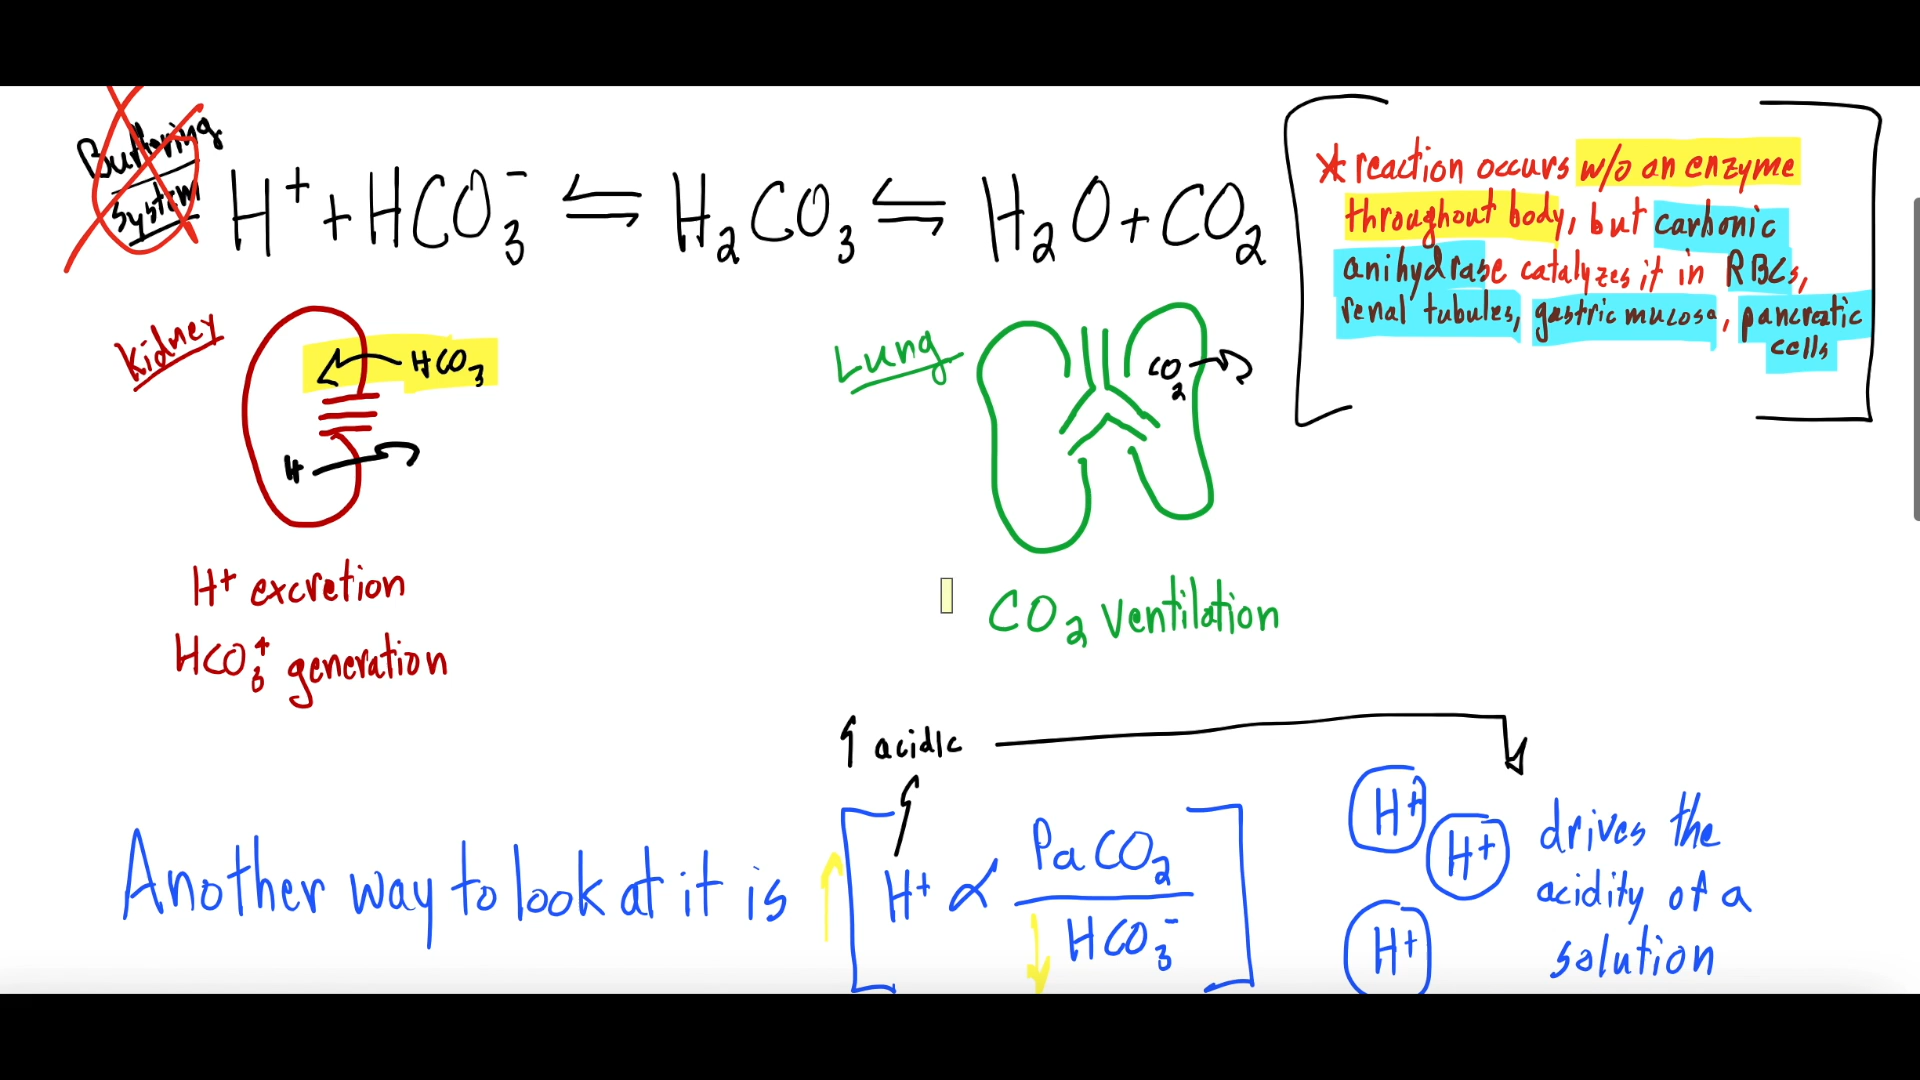 Buffering
System
H⁺ + HCO₃⁻ ⇌ H₂CO₃ ⇌ H₂O + CO₂
* reaction occurs w/o an enzyme
throughout body, but carbonic
anihydrase catalyzes it in RBCs,
renal tubules, gastric mucosa, pancreatic
cells
Kidney
HCO₃
H
H⁺ excretion
HCO₃⁺ generation
Lung
CO₂
CO₂ ventilation
↑ acidic
Another way to look at it is
H⁺ ∝ PaCO₂
HCO₃⁻
H⁺
H⁺
H⁺
drives the
acidity of a
solution